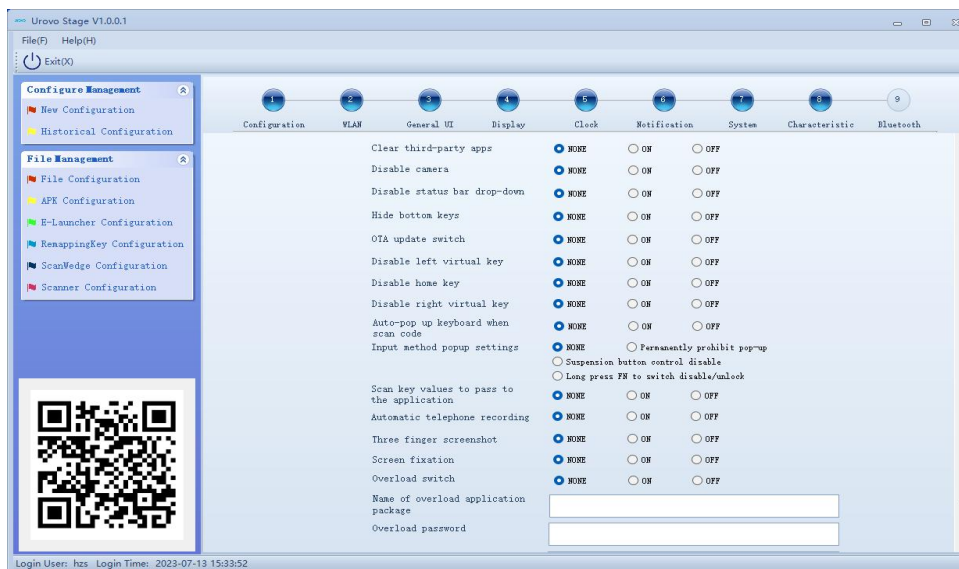 UROVO Urovo Stage V1.0.0.1
File(F) Help(H)
Exit(X)
Configure Management
New Configuration
Historical Configuration
File Management
File Configuration
APK Configuration
E-Launcher Configuration
RemappingKey Configuration
ScanWedge Configuration
Scanner Configuration
1 2 3 4 5 6 7 8 9
Configuration WLAN General UI Display Clock Notification System Characteristic Bluetooth
Clear third-party apps NONE ON OFF
Disable camera NONE ON OFF
Disable status bar drop-down NONE ON OFF
Hide bottom keys NONE ON OFF
OTA update switch NONE ON OFF
Disable left virtual key NONE ON OFF
Disable home key NONE ON OFF
Disable right virtual key NONE ON OFF
Auto-pop up keyboard when
scan code NONE ON OFF
Input method popup settings NONE Permanently prohibit pop-up
Suspension button control disable
Long press FN to switch disable/unlock
Scan key values to pass to
the application NONE ON OFF
Automatic telephone recording NONE ON OFF
Three finger screenshot NONE ON OFF
Screen fixation NONE ON OFF
Overload switch NONE ON OFF
Name of overload application
package
Overload password
Login User: hzs Login Time: 2023-07-13 15:33:52